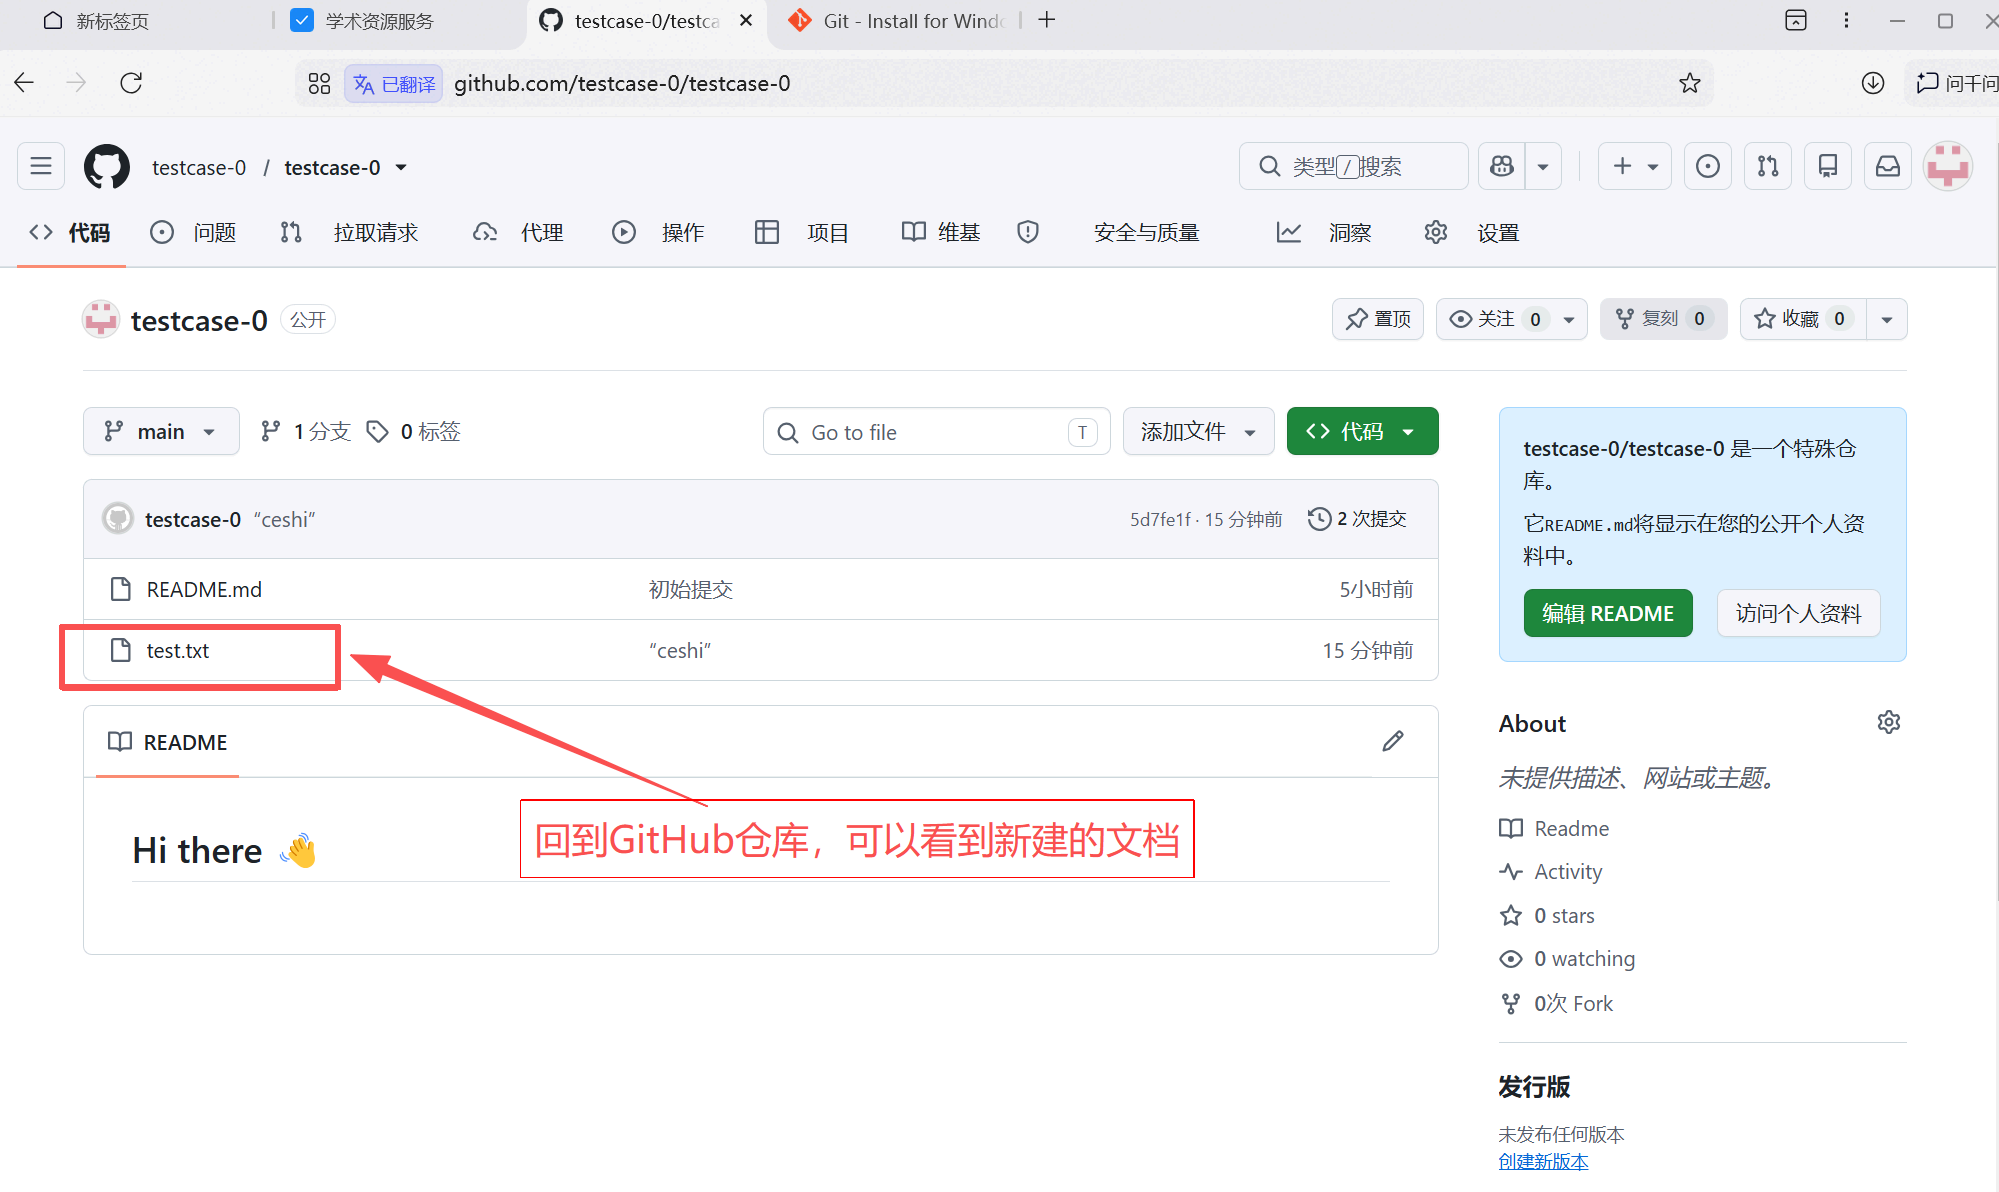 新标签页
学术资源服务
testcase-0/testca
Git - Install for Windo
已翻译
github.com/testcase-0/testcase-0
问千问
testcase-0 / testcase-0
类型 / 搜索
代码
问题
拉取请求
代理
操作
项目
维基
安全与质量
洞察
设置
testcase-0 公开
置顶
关注 0
复刻 0
收藏 0
main
1 分支
0 标签
Go to file T
添加文件
代码
testcase-0 “ceshi”
5d7fe1f · 15 分钟前
2 次提交
README.md 初始提交 5小时前
test.txt “ceshi” 15 分钟前
README
Hi there 👋
回到GitHub仓库，可以看到新建的文档
testcase-0/testcase-0 是一个特殊仓
库。
它README.md将显示在您的公开个人资
料中。
编辑 README
访问个人资料
About
未提供描述、网站或主题。
Readme
Activity
0 stars
0 watching
0次 Fork
发行版
未发布任何版本
创建新版本